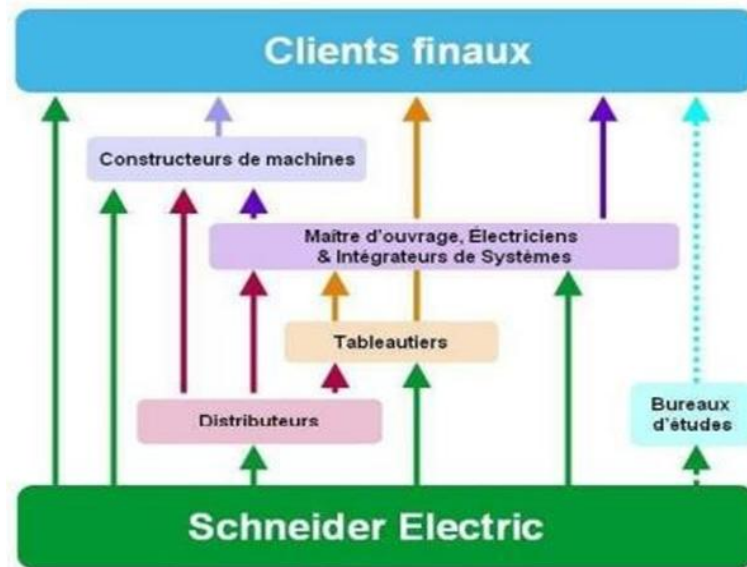 Clients finaux
Constructeurs de machines
Maître d'ouvrage, Électriciens
& Intégrateurs de Systèmes
Tableautiers
Distributeurs
Bureaux
d'études
Schneider Electric